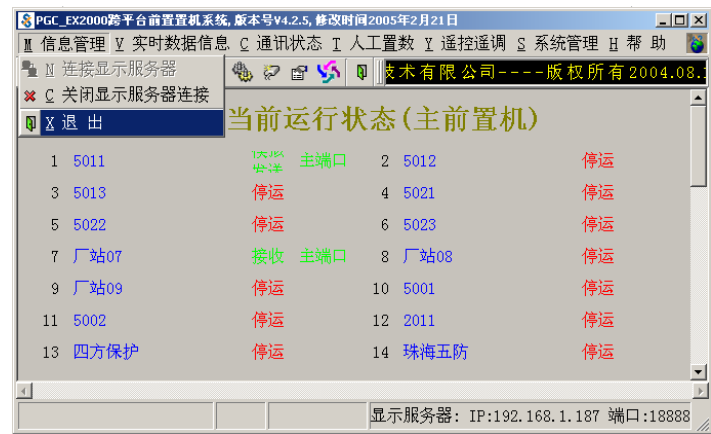 PGC_EX2000跨平台前置置机系统,版本号V4.2.5,修改时间2005年2月21日
M 信息管理 V 实时数据信息 C 通讯状态 T 人工置数 Y 遥控遥调 S 系统管理 H 帮 助
N 连接显示服务器
技术有限公司----版权所有2004.08.
C 关闭显示服务器连接
X 退 出
当前运行状态(主前置机)
1 5011 主端口 2 5012 停运
3 5013 停运 4 5021 停运
5 5022 停运 6 5023 停运
7 厂站07 接收 主端口 8 厂站08 停运
9 厂站09 停运 10 5001 停运
11 5002 停运 12 2011 停运
13 四方保护 停运 14 珠海五防 停运
显示服务器: IP:192.168.1.187 端口:18888